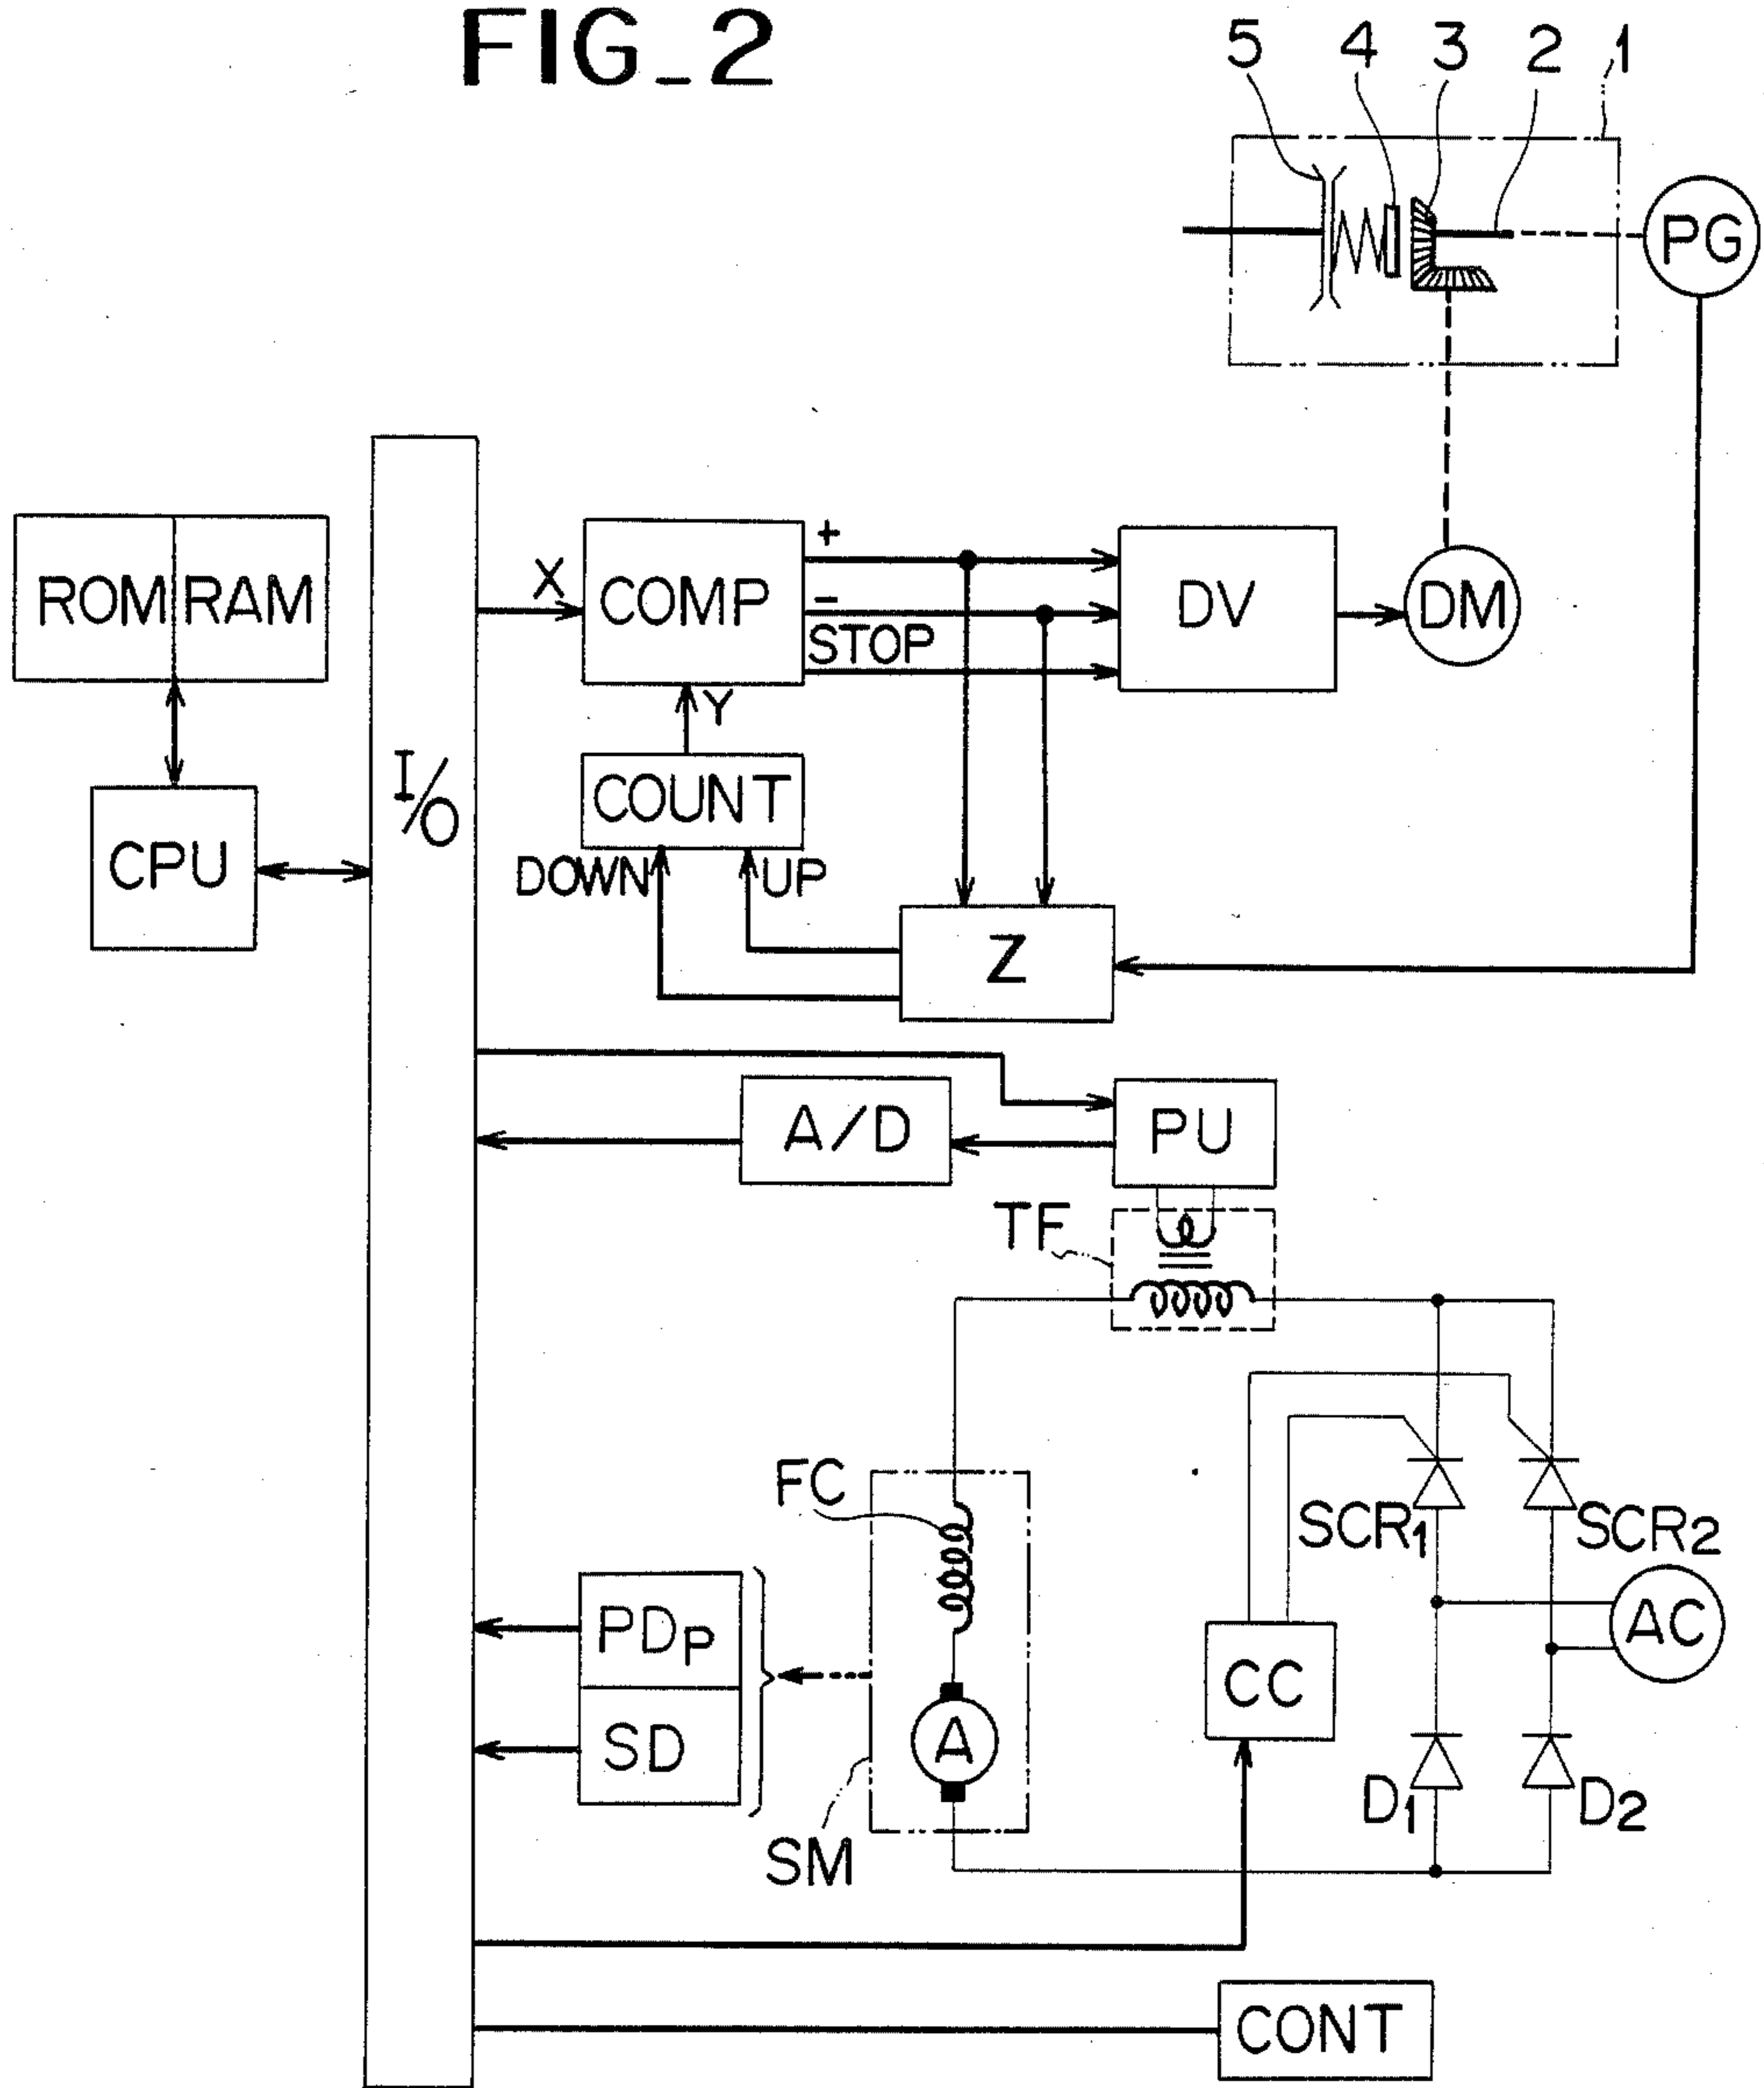 FIG_2
5 4 3 2 1
PG
ROM RAM
X
COMP
+
-
STOP
DV
DM
Y
I/O
COUNT
CPU
DOWN
UP
Z
A/D
PU
TF
FC
SCR1
SCR2
PDP
AC
CC
SD
A
D1
D2
SM
CONT